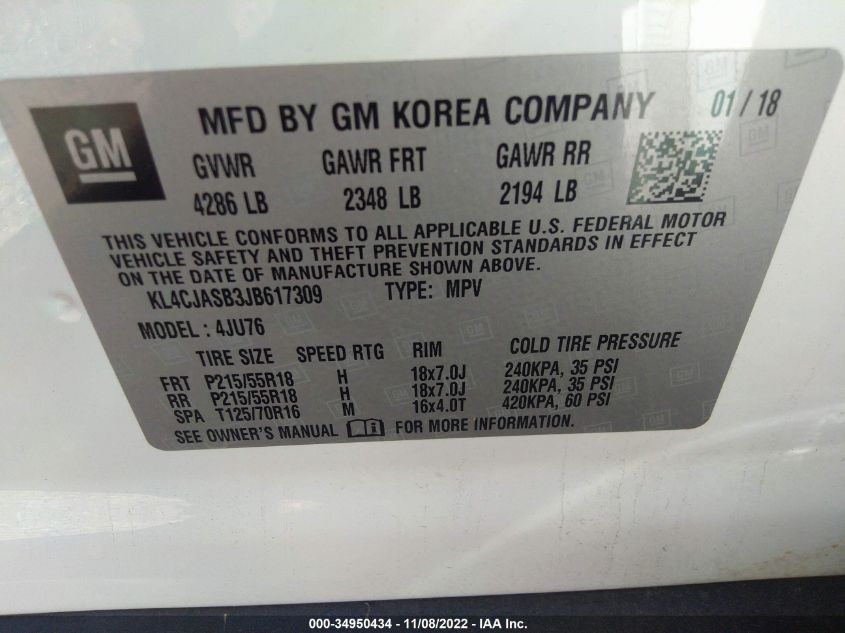 GM
MFD BY GM KOREA COMPANY 01 / 18
GVWR GAWR FRT GAWR RR
4286 LB 2348 LB 2194 LB
THIS VEHICLE CONFORMS TO ALL APPLICABLE U.S. FEDERAL MOTOR
VEHICLE SAFETY AND THEFT PREVENTION STANDARDS IN EFFECT
ON THE DATE OF MANUFACTURE SHOWN ABOVE.
KL4CJASB3JB617309 TYPE: MPV
MODEL : 4JU76
TIRE SIZE SPEED RTG RIM COLD TIRE PRESSURE
FRT P215/55R18 H 18x7.0J 240KPA, 35 PSI
RR P215/55R18 H 18x7.0J 240KPA, 35 PSI
SPA T125/70R16 M 16x4.0T 420KPA, 60 PSI
SEE OWNER'S MANUAL i FOR MORE INFORMATION.
000-34950434 - 11/08/2022 - IAA Inc.